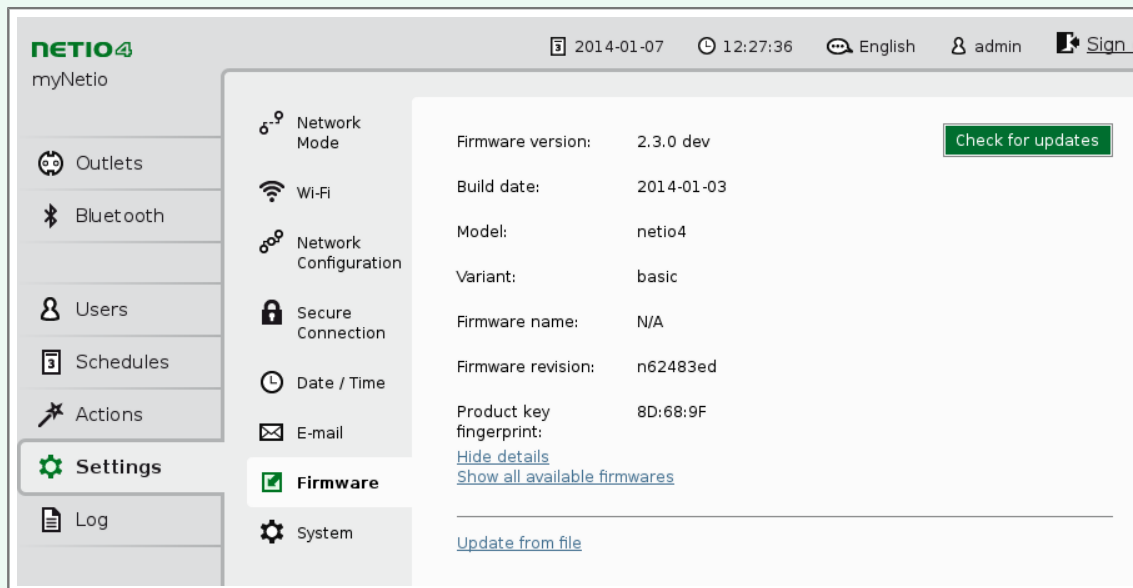 NETIO4
myNetio
2014-01-07 12:27:36 English admin Sign
Outlets
Bluetooth
Users
3 Schedules
Actions
Settings
Log
Network
Mode
Wi-Fi
Network
Configuration
Secure
Connection
Date / Time
E-mail
Firmware
System
Firmware version: 2.3.0 dev
Check for updates
Build date: 2014-01-03
Model: netio4
Variant: basic
Firmware name: N/A
Firmware revision: n62483ed
Product key
fingerprint: 8D:68:9F
Hide details
Show all available firmwares
Update from file